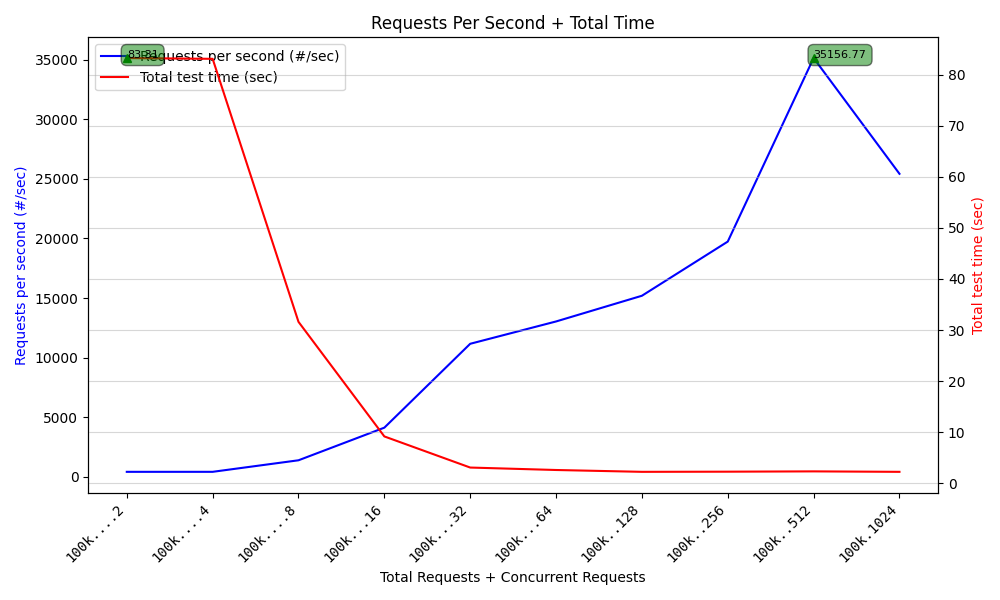 Requests Per Second + Total Time
Requests per second (#/sec)
Total test time (sec)
83.31
35156.77
35000
30000
25000
20000
15000
10000
5000
0
Requests per second (#/sec)
80
70
60
50
40
30
20
10
0
Total test time (sec)
100k....2
100k....4
100k....8
100k...16
100k...32
100k...64
100k..128
100k..256
100k..512
100k.1024
Total Requests + Concurrent Requests